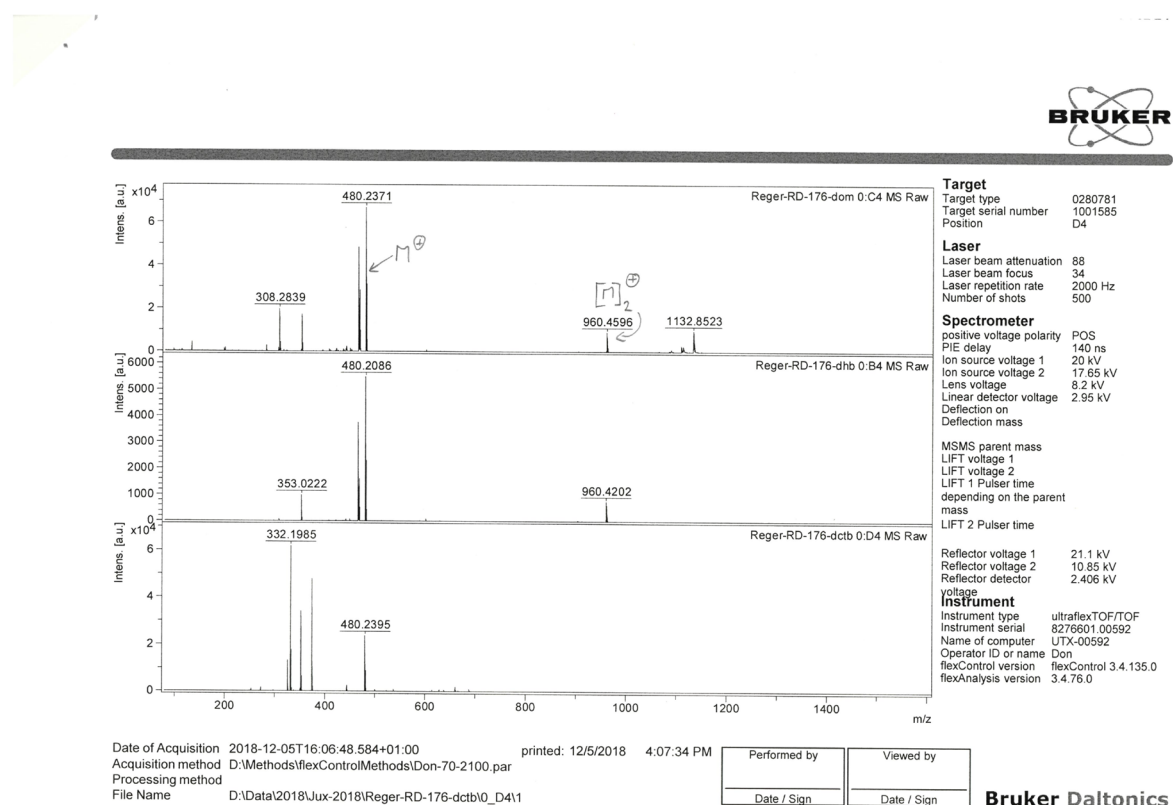 BRUKER
Intens. [a.u.]
x10⁴
6
4
2
0
480.2371
308.2839
M⊕
[M]₂⊕
960.4596
1132.8523
Reger-RD-176-dom 0:C4 MS Raw
Intens. [a.u.]
6000
5000
4000
3000
2000
1000
0
480.2086
353.0222
960.4202
Reger-RD-176-dhb 0:B4 MS Raw
Intens. [a.u.]
x10⁴
6
4
2
0
332.1985
480.2395
Reger-RD-176-dctb 0:D4 MS Raw
200 400 600 800 1000 1200 1400
m/z
Target
Target type 0280781
Target serial number 1001585
Position D4
Laser
Laser beam attenuation 88
Laser beam focus 34
Laser repetition rate 2000 Hz
Number of shots 500
Spectrometer
positive voltage polarity POS
PIE delay 140 ns
Ion source voltage 1 20 kV
Ion source voltage 2 17.65 kV
Lens voltage 8.2 kV
Linear detector voltage 2.95 kV
Deflection on
Deflection mass
MSMS parent mass
LIFT voltage 1
LIFT voltage 2
LIFT 1 Pulser time
depending on the parent
mass
LIFT 2 Pulser time
Reflector voltage 1 21.1 kV
Reflector voltage 2 10.85 kV
Reflector detector 2.406 kV
voltage
Instrument
Instrument type ultraflexTOF/TOF
Instrument serial 8276601.00592
Name of computer UTX-00592
Operator ID or name Don
flexControl version flexControl 3.4.135.0
flexAnalysis version 3.4.76.0
Date of Acquisition 2018-12-05T16:06:48.584+01:00 printed: 12/5/2018 4:07:34 PM
Acquisition method D:\Methods\flexControlMethods\Don-70-2100.par
Processing method
File Name D:\Data\2018\Jux-2018\Reger-RD-176-dctb\0_D4\1
Performed by
Date / Sign
Viewed by
Date / Sign
Bruker Daltonics